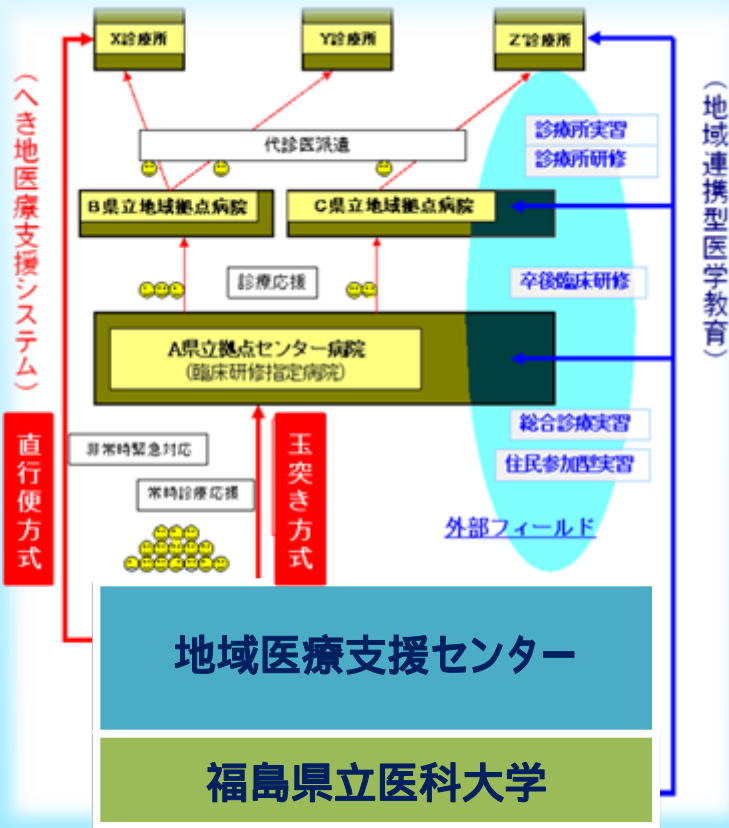 X診療所
Y診療所
Z診療所
(へき地医療支援システム)
(地域連携型医学教育)
代診医派遣
診療所実習
診療所研修
B県立地域拠点病院
C県立地域拠点病院
診療応援
卒後臨床研修
A県立拠点センター病院
(臨床研修指定病院)
直行便方式
玉突き方式
非常時緊急対応
常時診療応援
総合診療実習
住民参加型実習
外部フィールド
地域医療支援センター
福島県立医科大学